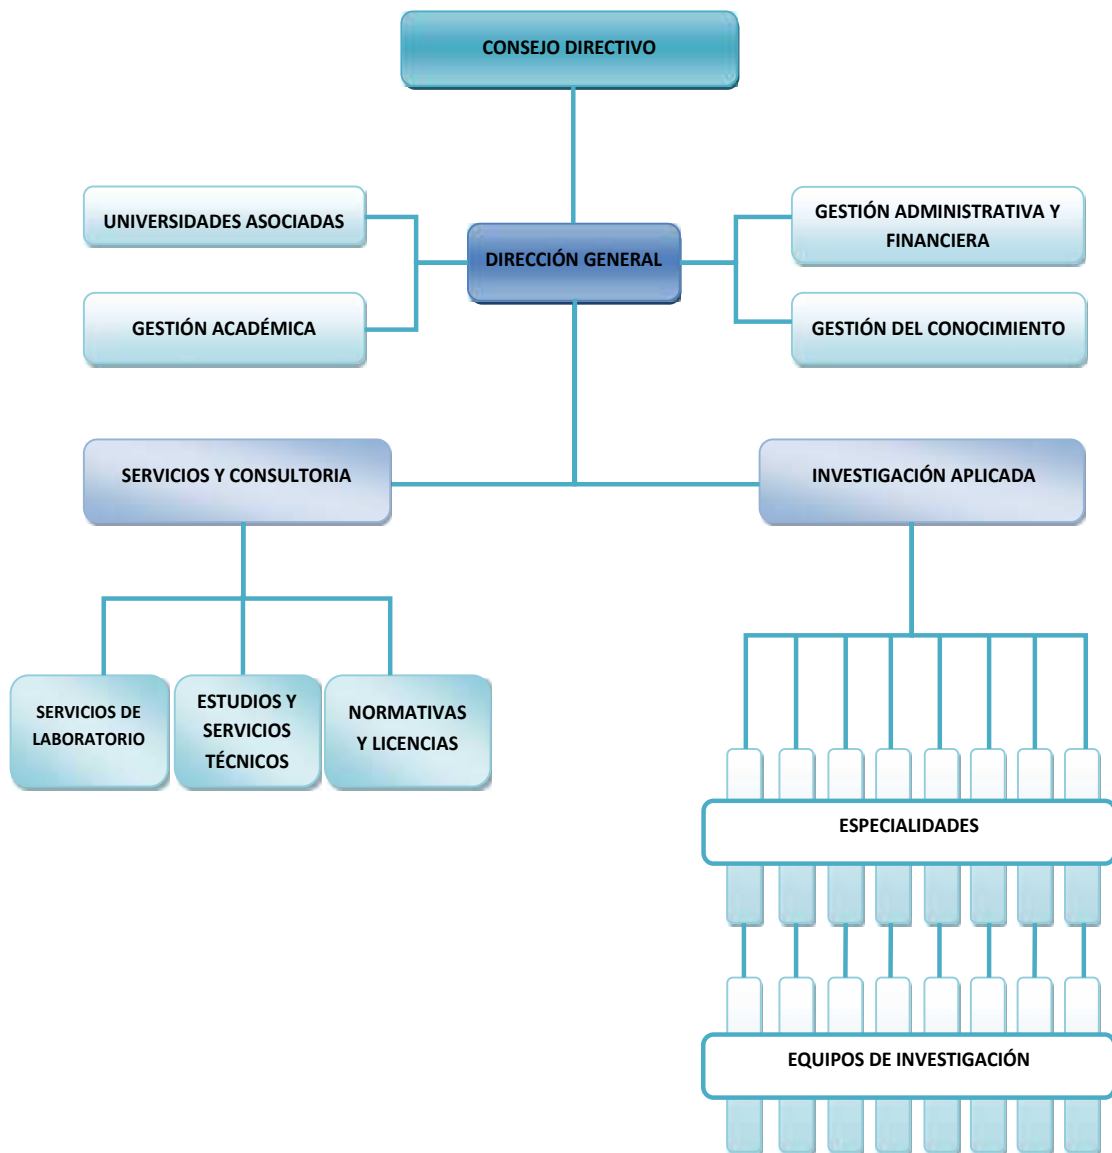 CONSEJO DIRECTIVO
UNIVERSIDADES ASOCIADAS
GESTIÓN ADMINISTRATIVA Y
FINANCIERA
DIRECCIÓN GENERAL
GESTIÓN ACADÉMICA
GESTIÓN DEL CONOCIMIENTO
SERVICIOS Y CONSULTORIA
INVESTIGACIÓN APLICADA
SERVICIOS DE
LABORATORIO
ESTUDIOS Y
SERVICIOS
TÉCNICOS
NORMATIVAS
Y LICENCIAS
ESPECIALIDADES
EQUIPOS DE INVESTIGACIÓN